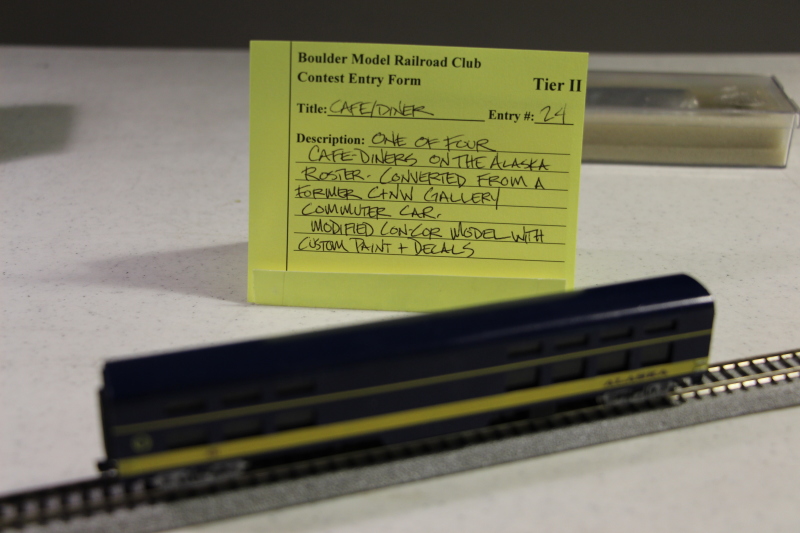 Boulder Model Railroad Club
Contest Entry Form
Tier II
Title: CAFE/DINER Entry #: 24
Description: ONE OF FOUR
CAFE-DINERS ON THE ALASKA
ROSTER. CONVERTED FROM A
FORMER C+NW GALLERY
COMMUTER CAR.
MODIFIED CON-COR MODEL WITH
CUSTOM PAINT + DECALS
ALASKA